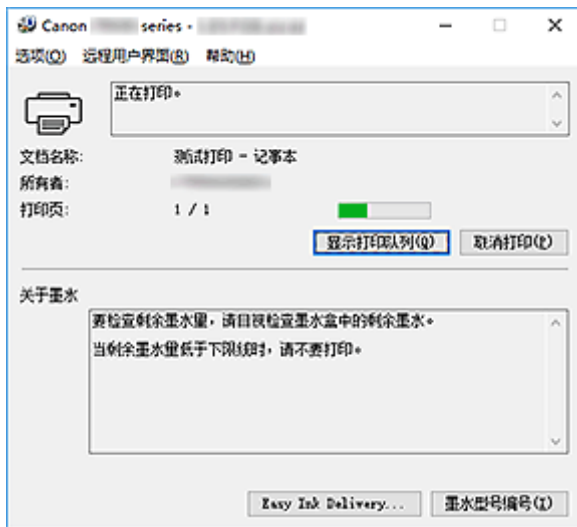 Canon series -
选项(O) 远程用户界面(R) 帮助(H)
正在打印。
文档名称: 测试打印 - 记事本
所有者:
打印页: 1 / 1
显示打印队列(Q) 取消打印(P)
关于墨水
要检查剩余墨水量，请目视检查墨水盒中的剩余墨水。
当剩余墨水量低于下限线时，请不要打印。
Easy Ink Delivery... 墨水型号编号(I)